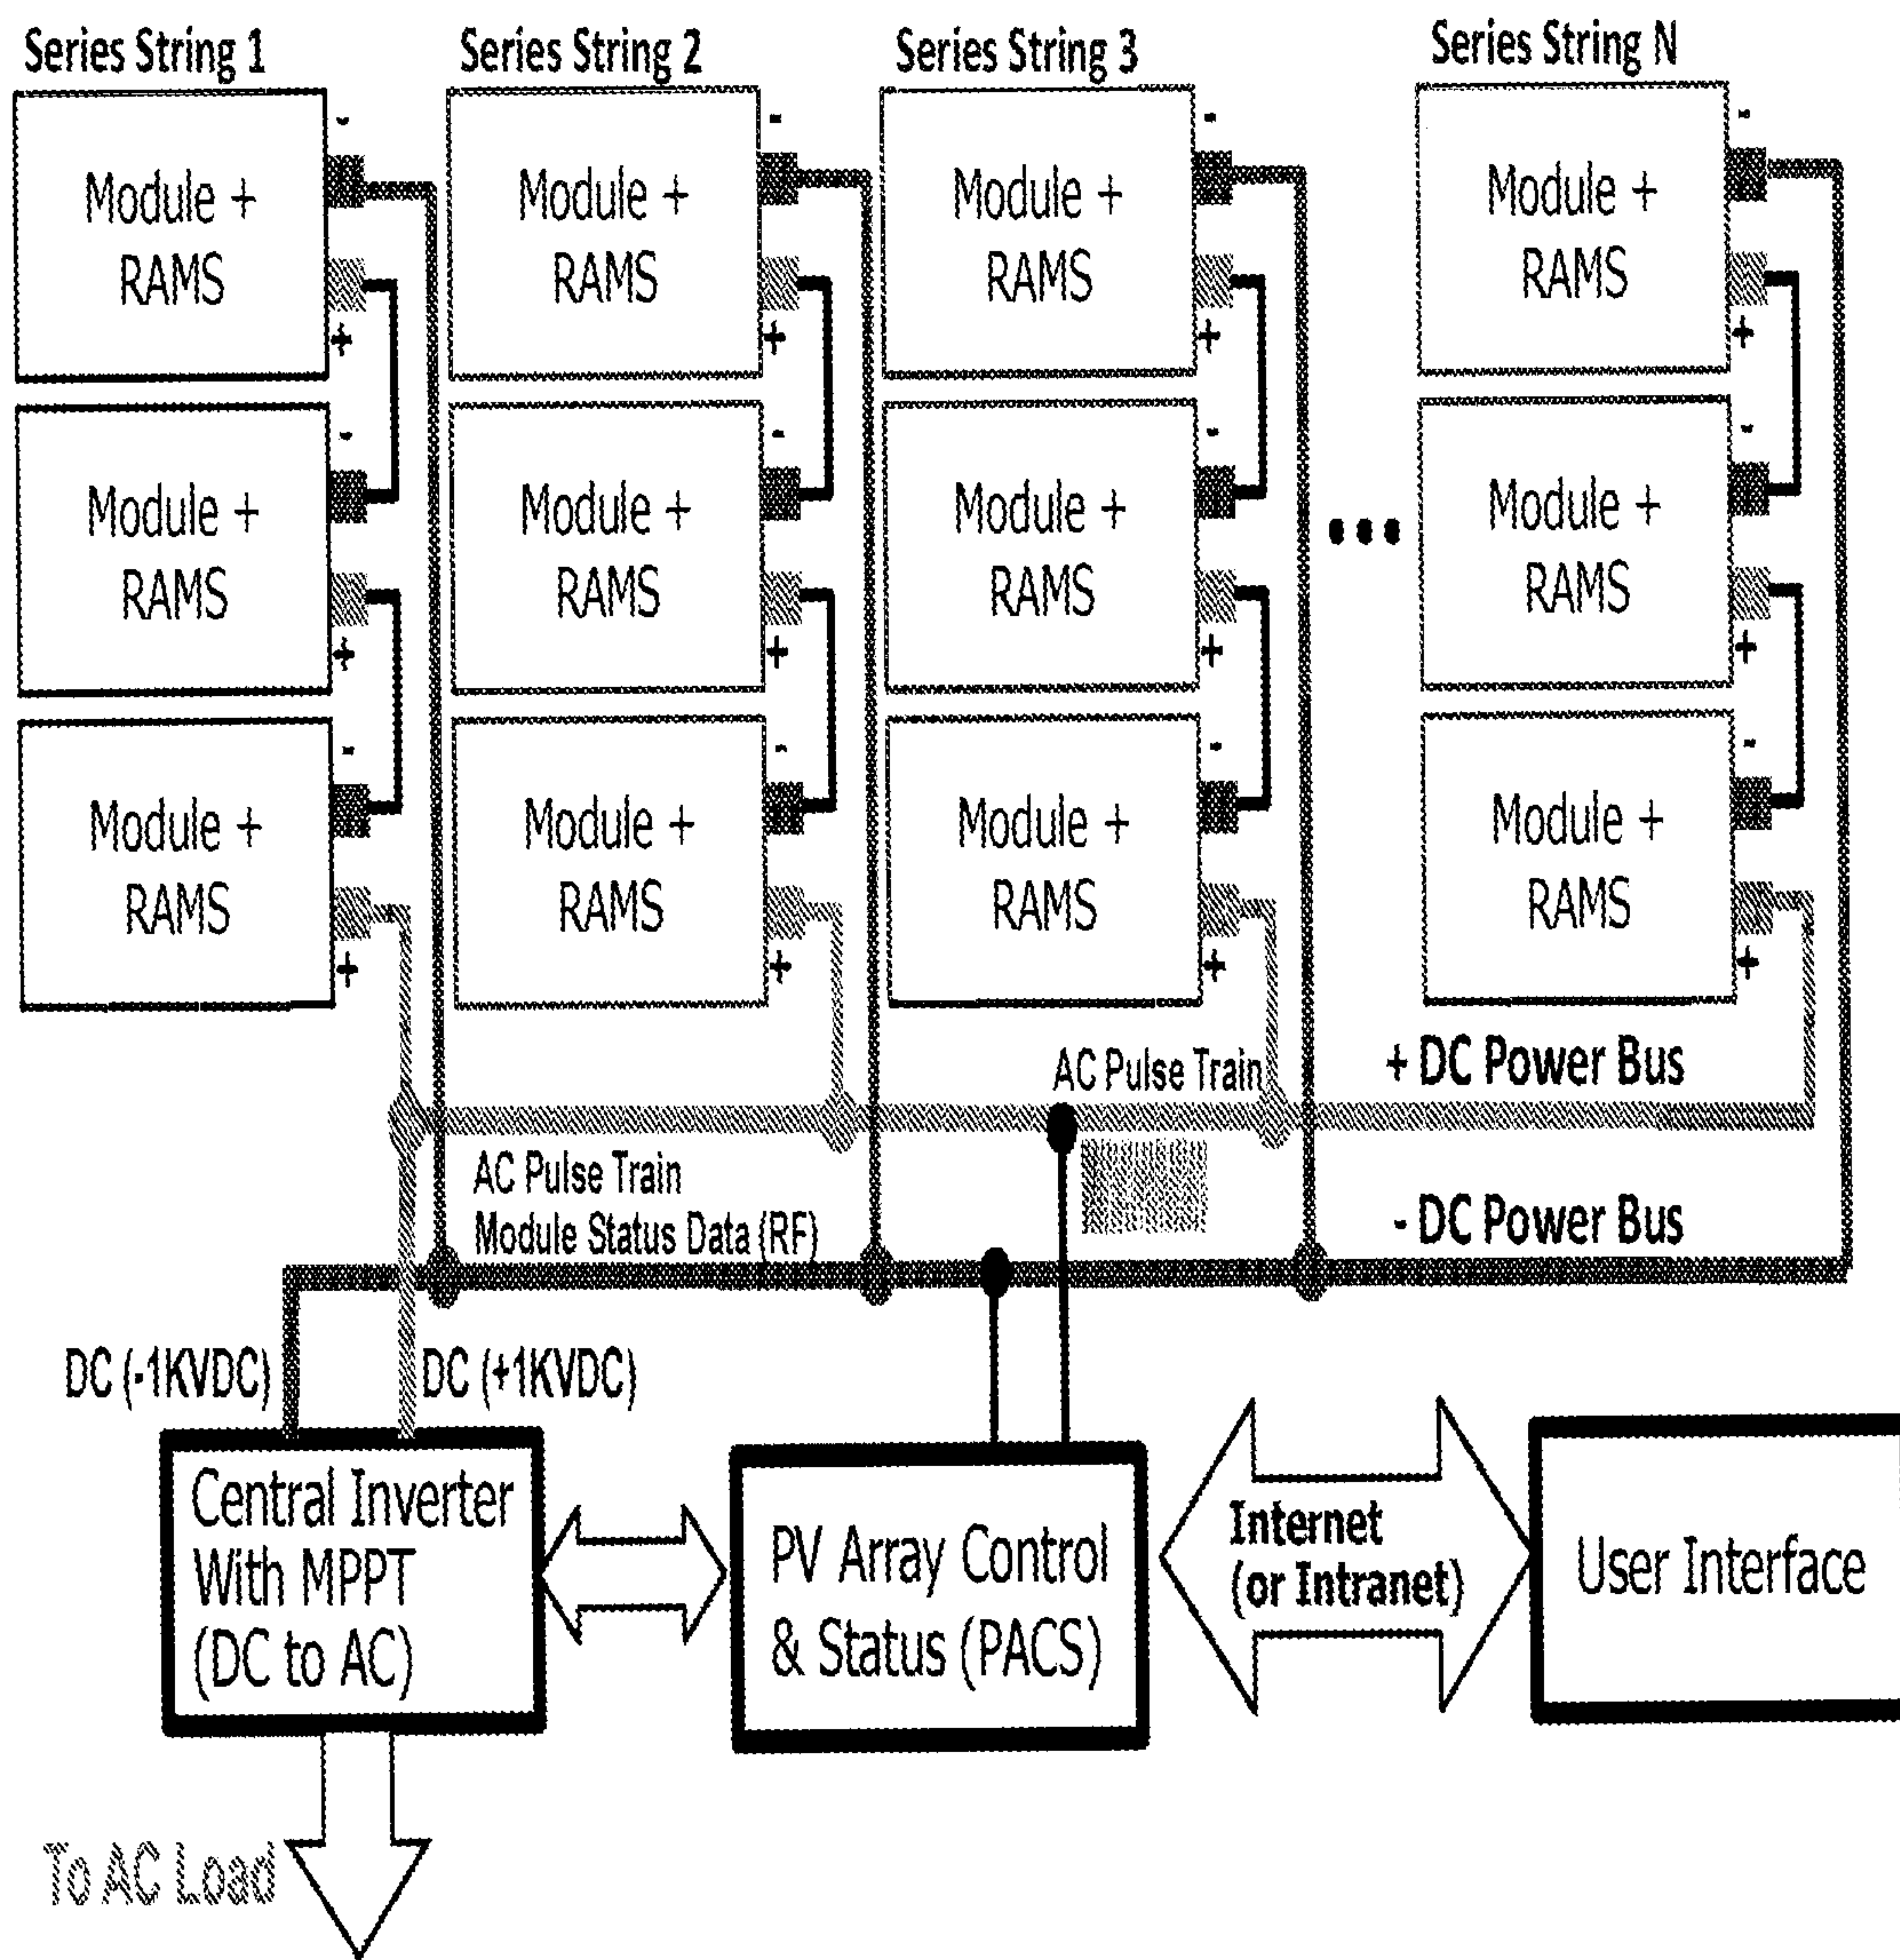 Series String 1
Series String 2
Series String 3
Series String N
-
-
-
-
Module +
RAMS
Module +
RAMS
Module +
RAMS
Module +
RAMS
+
+
+
+
-
-
-
-
Module +
RAMS
Module +
RAMS
Module +
RAMS
•••
Module +
RAMS
+
+
+
+
-
-
-
-
Module +
RAMS
Module +
RAMS
Module +
RAMS
Module +
RAMS
+
+
+
+
AC Pulse Train
+ DC Power Bus
AC Pulse Train
Module Status Data (RF)
- DC Power Bus
DC (-1KVDC)
DC (+1KVDC)
Central Inverter
With MPPT
(DC to AC)
PV Array Control
& Status (PACS)
Internet
(or Intranet)
User Interface
To AC Load